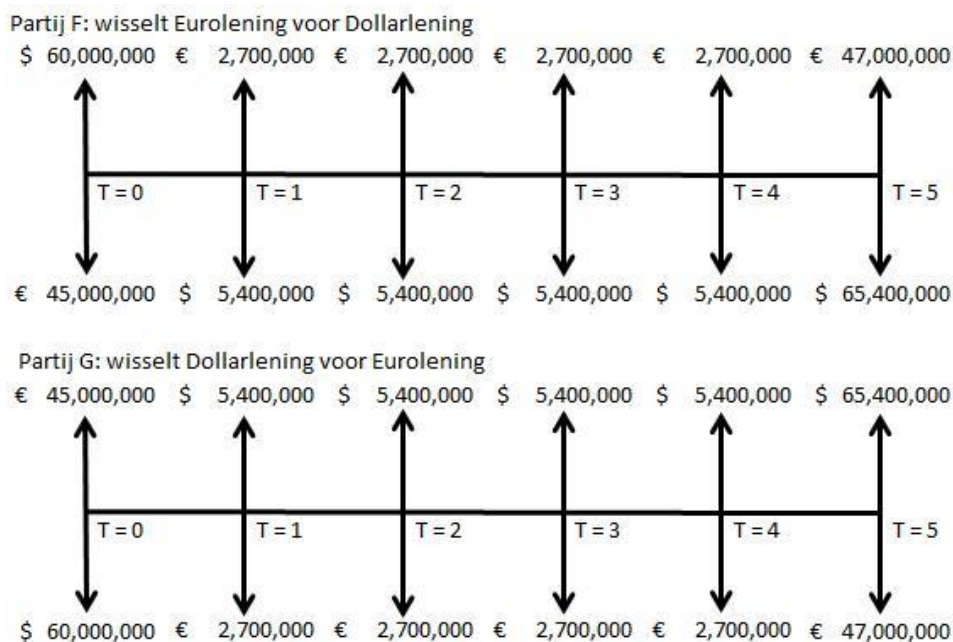 Partij F: wisselt Eurolening voor Dollarlening
$ 60,000,000 € 2,700,000 € 2,700,000 € 2,700,000 € 2,700,000 € 47,000,000
T = 0 T = 1 T = 2 T = 3 T = 4 T = 5
€ 45,000,000 $ 5,400,000 $ 5,400,000 $ 5,400,000 $ 5,400,000 $ 65,400,000
Partij G: wisselt Dollarlening voor Eurolening
€ 45,000,000 $ 5,400,000 $ 5,400,000 $ 5,400,000 $ 5,400,000 $ 65,400,000
T = 0 T = 1 T = 2 T = 3 T = 4 T = 5
$ 60,000,000 € 2,700,000 € 2,700,000 € 2,700,000 € 2,700,000 € 47,000,000